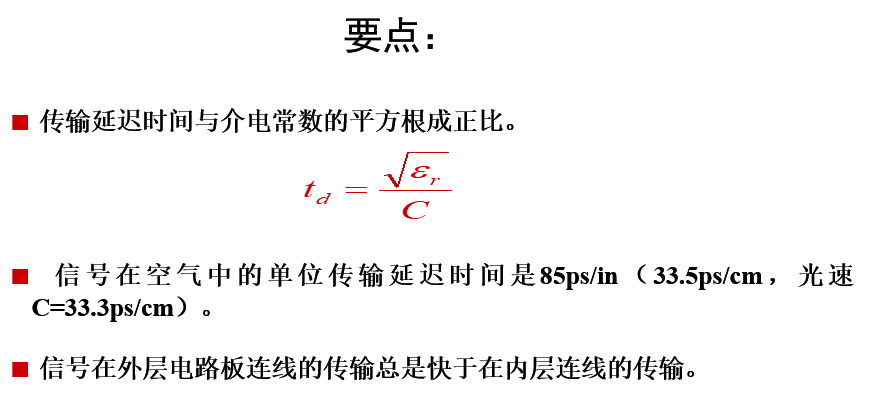 要点：
■ 传输延迟时间与介电常数的平方根成正比。
t_d = √ε_r / C
■ 信号在空气中的单位传输延迟时间是85ps/in（33.5ps/cm，光速
C=33.3ps/cm）。
■ 信号在外层电路板连线的传输总是快于在内层连线的传输。